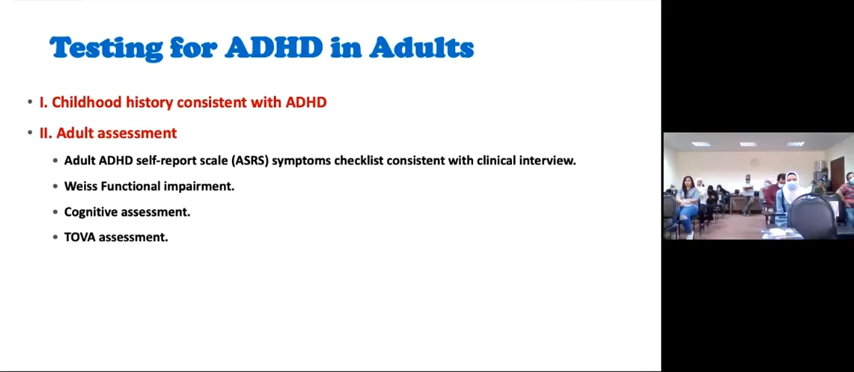 Testing for ADHD in Adults
• I. Childhood history consistent with ADHD
• II. Adult assessment
• Adult ADHD self-report scale (ASRS) symptoms checklist consistent with clinical interview.
• Weiss Functional impairment.
• Cognitive assessment.
• TOVA assessment.